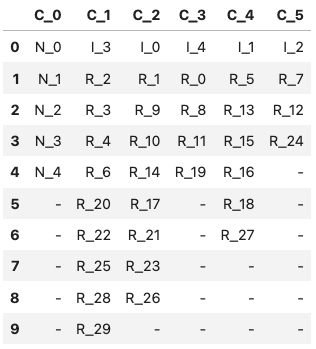 C_0 C_1 C_2 C_3 C_4 C_5
0 N_0 I_3 I_0 I_4 I_1 I_2
1 N_1 R_2 R_1 R_0 R_5 R_7
2 N_2 R_3 R_9 R_8 R_13 R_12
3 N_3 R_4 R_10 R_11 R_15 R_24
4 N_4 R_6 R_14 R_19 R_16 -
5 - R_20 R_17 - R_18 -
6 - R_22 R_21 - R_27 -
7 - R_25 R_23 - - -
8 - R_28 R_26 - - -
9 - R_29 - - - -